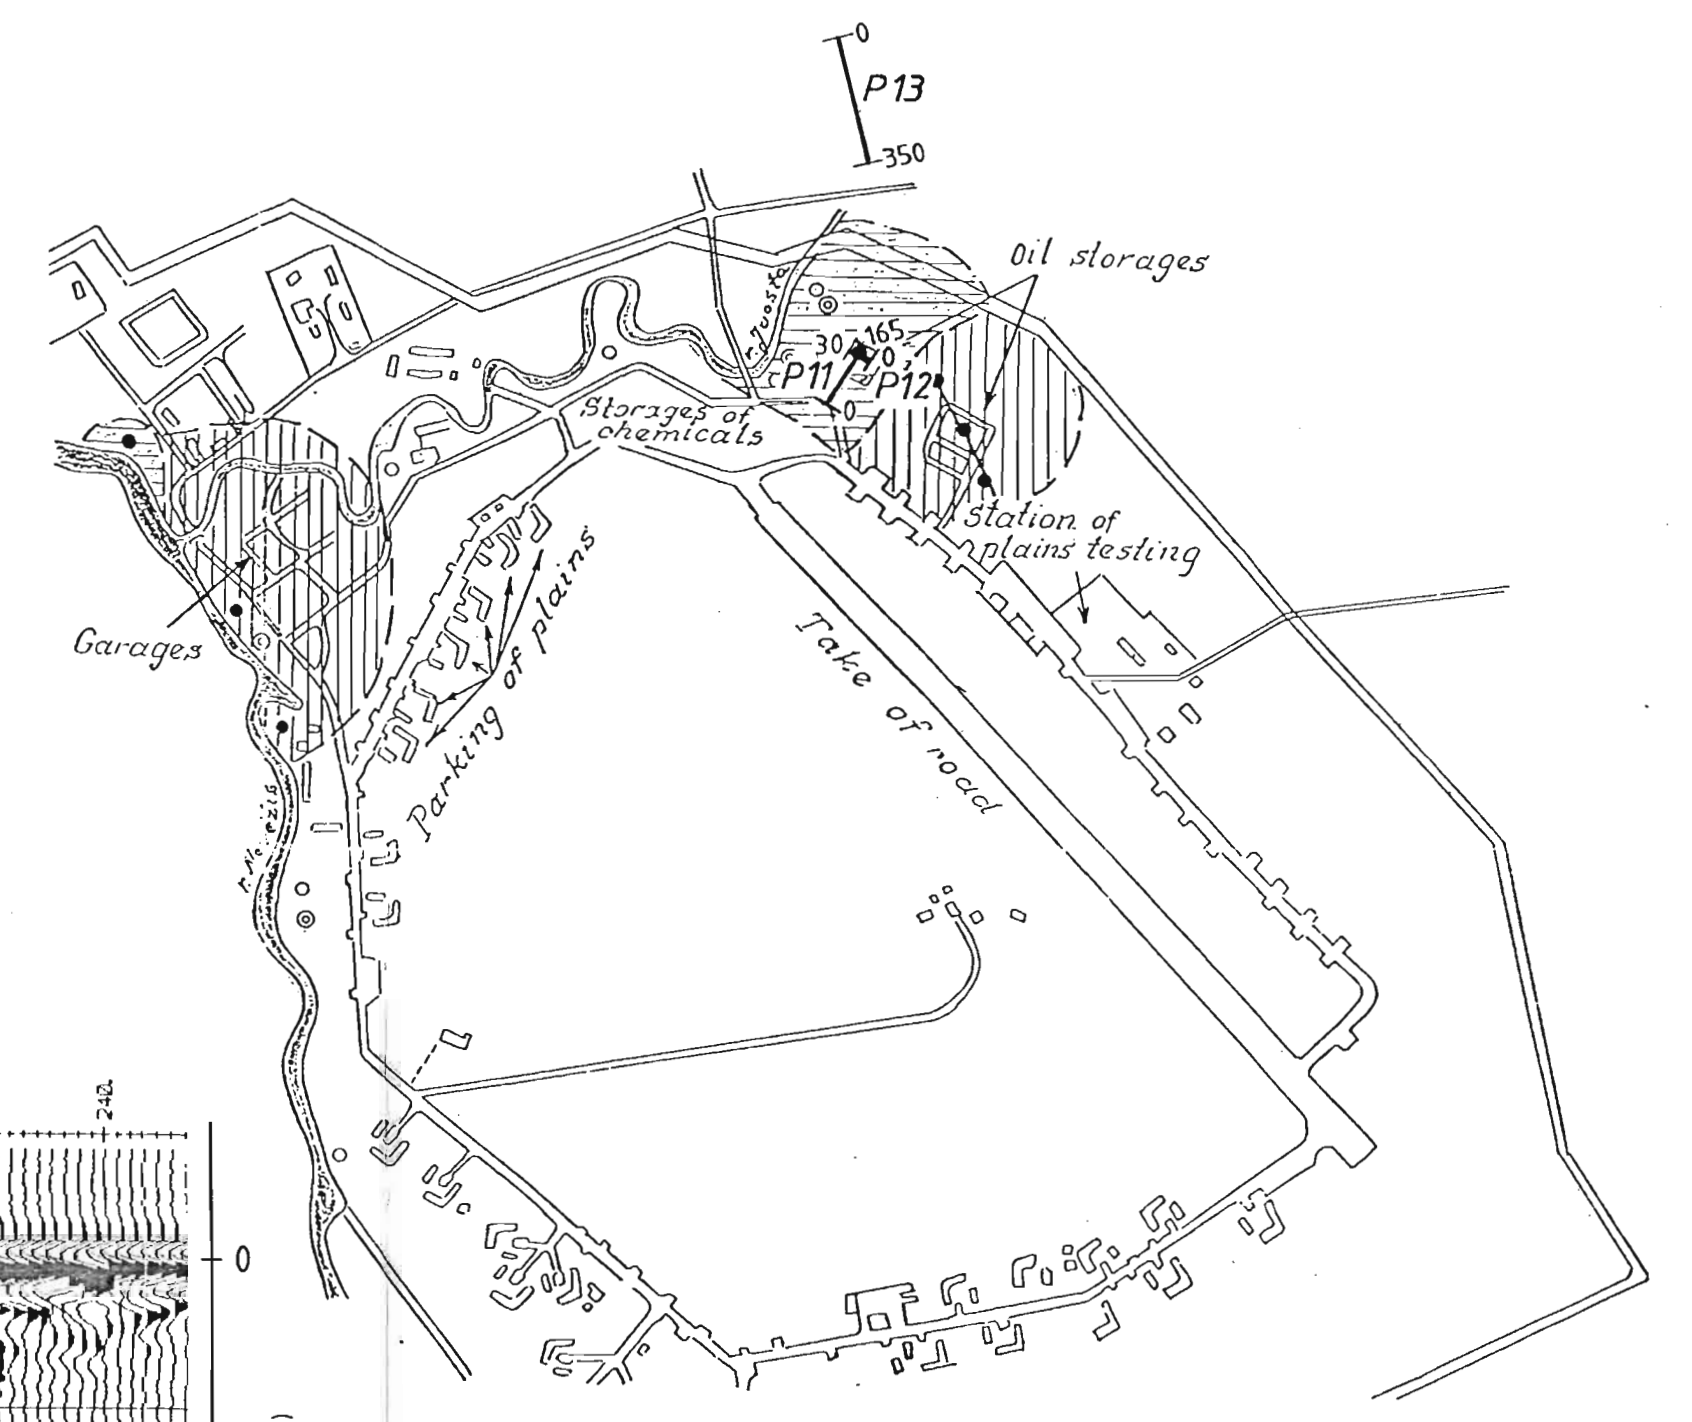 0
P13
350
Oil storages
r. Juosta
165
30
0
P11
P12
0
Storages of
chemicals
Station of
plains testing
Garages
Parking of plains
Take of road
240
0